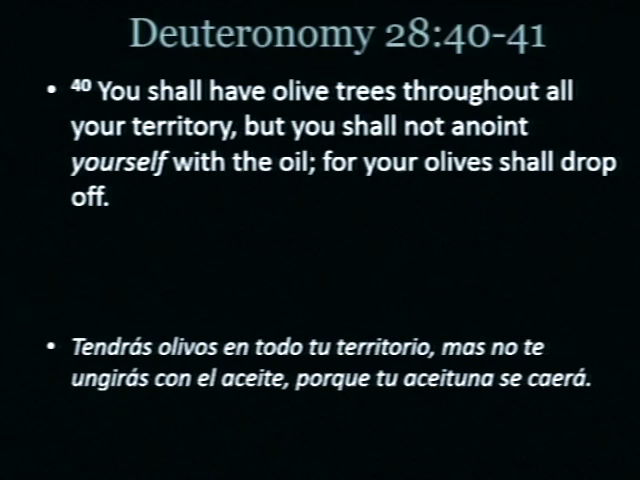 Deuteronomy 28:40-41
• 40 You shall have olive trees throughout all
your territory, but you shall not anoint
yourself with the oil; for your olives shall drop
off.
• Tendrás olivos en todo tu territorio, mas no te
ungirás con el aceite, porque tu aceituna se caerá.